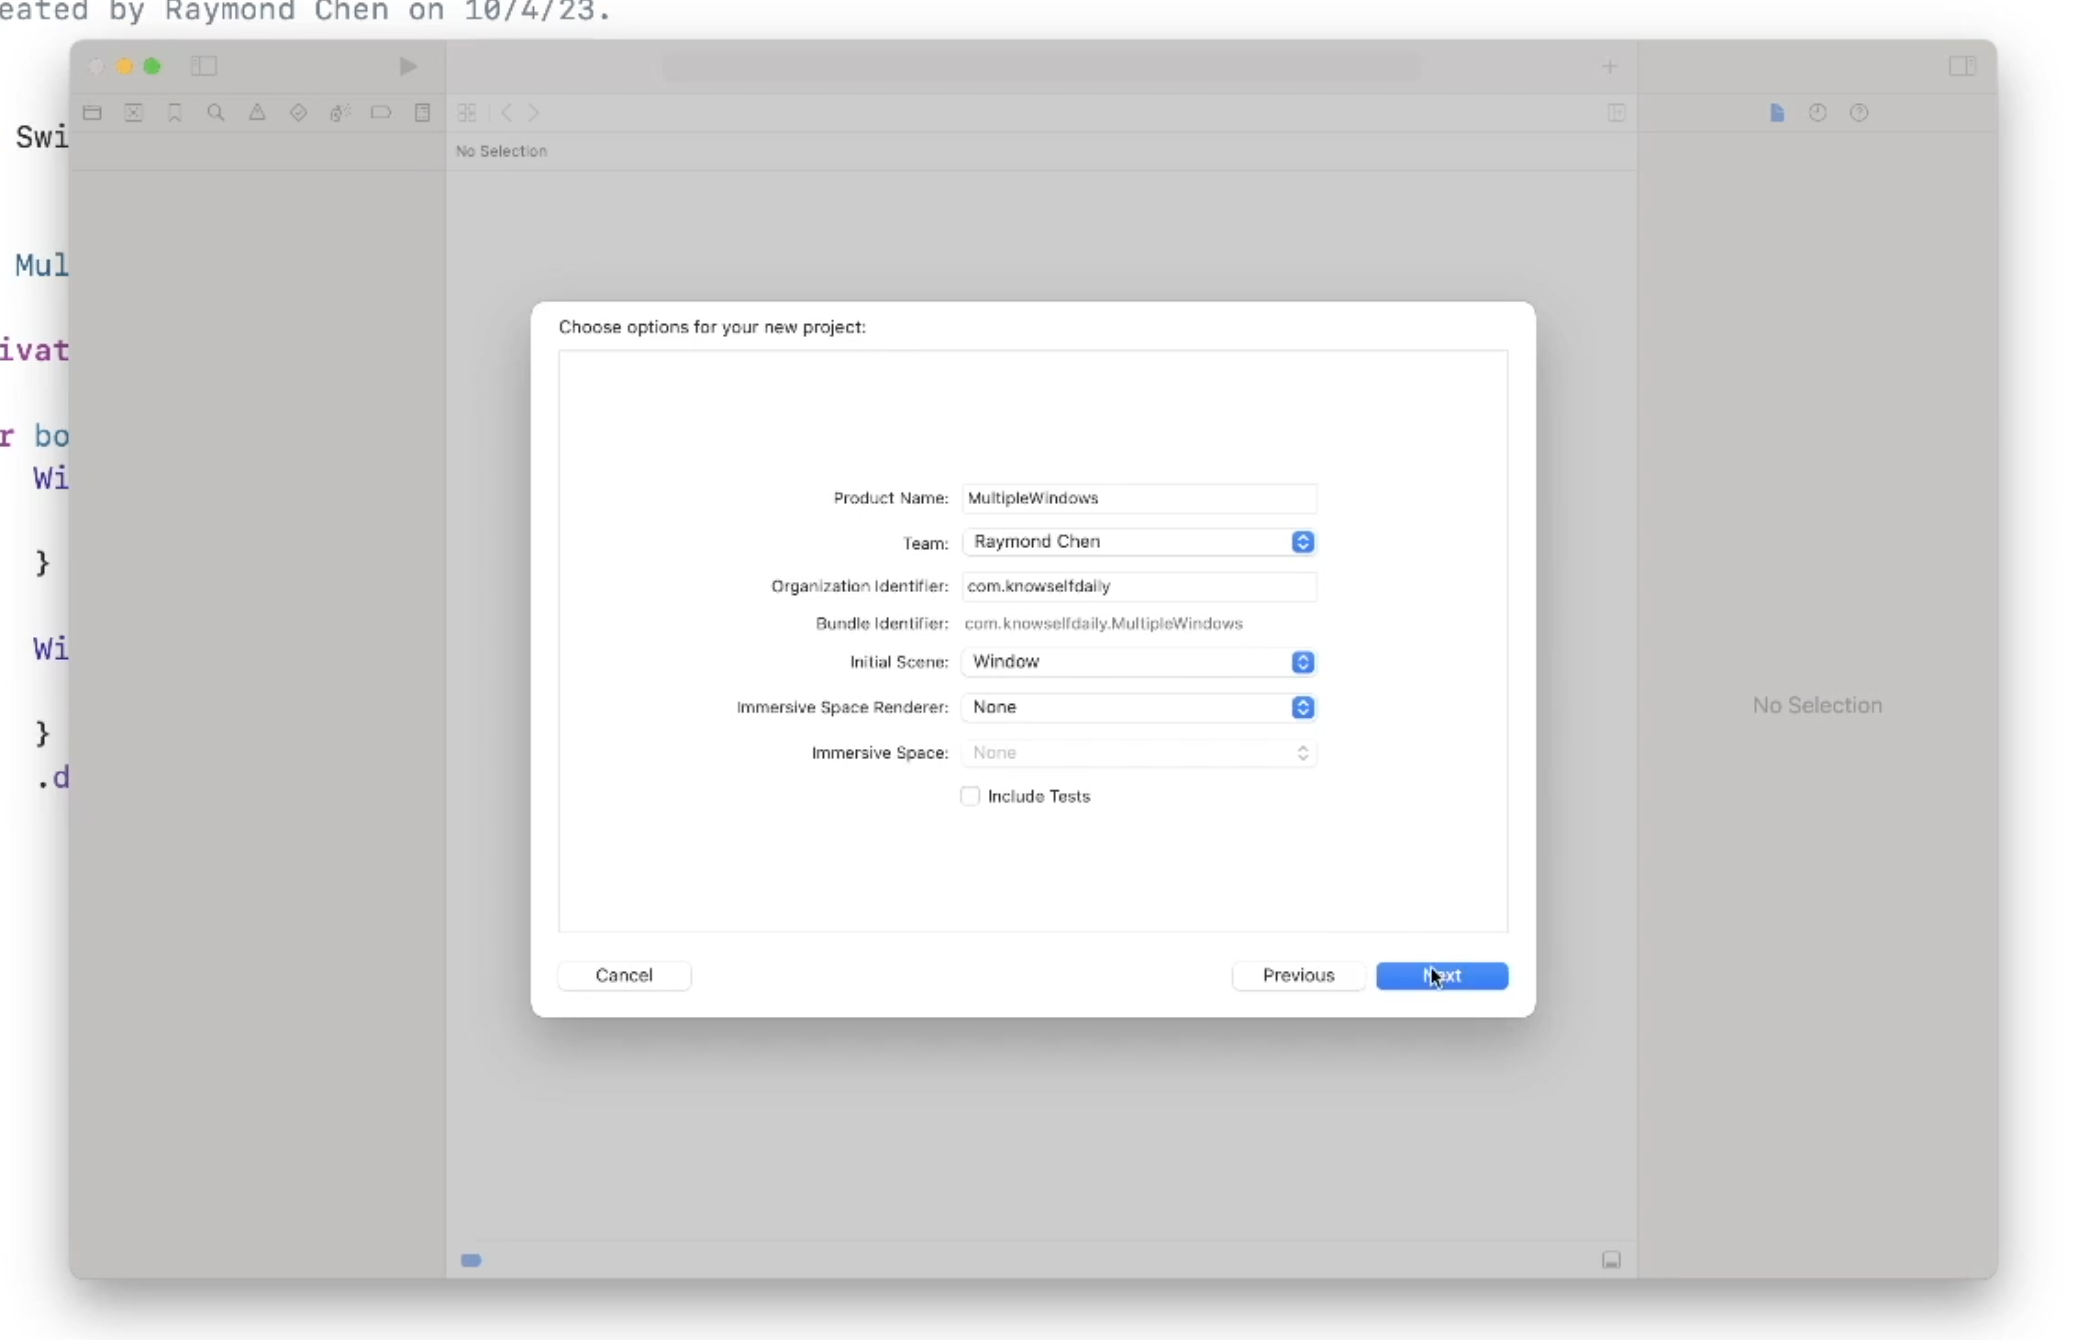 eated by Raymond Chen on 10/4/23.
Swi
No Selection
Mul
Choose options for your new project:
ivat
r bo
Wi
Product Name: MultipleWindows
Team: Raymond Chen
}
Organization Identifier: com.knowselfdaily
Bundle Identifier: com.knowselfdaily.MultipleWindows
Wi
Initial Scene: Window
Immersive Space Renderer: None
No Selection
}
Immersive Space: None
.d
Include Tests
Cancel Previous Next